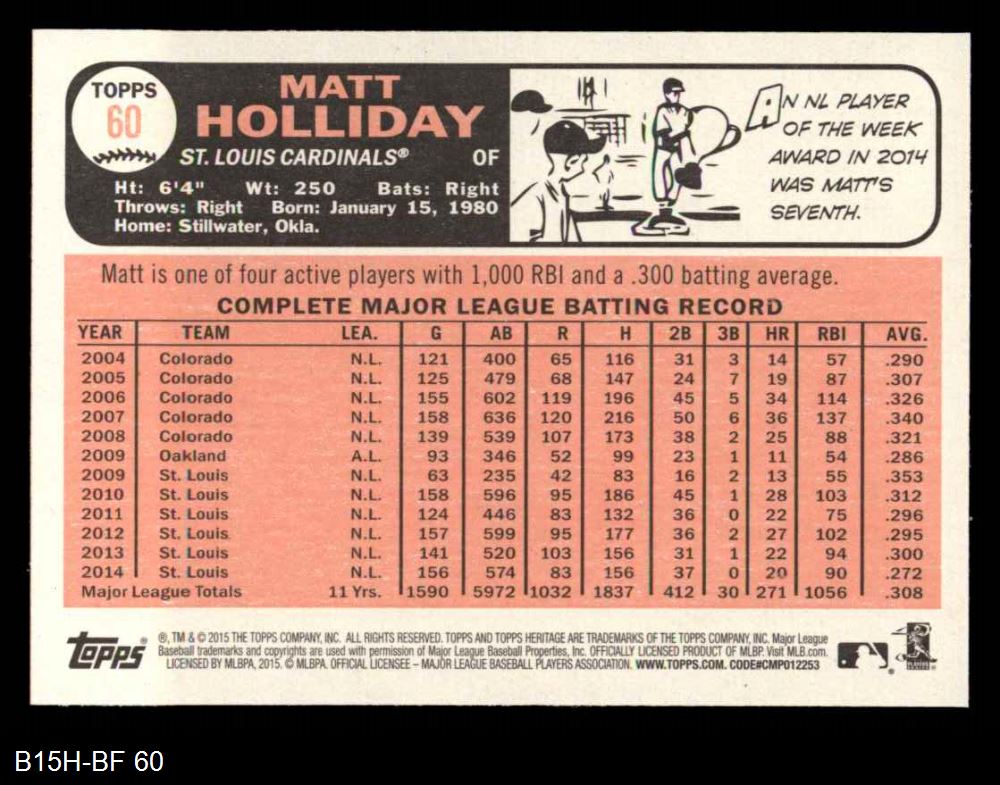 TOPPS
60
MATT
HOLLIDAY
ST. LOUIS CARDINALS® OF
Ht: 6'4" Wt: 250 Bats: Right
Throws: Right Born: January 15, 1980
Home: Stillwater, Okla.
AN NL PLAYER
OF THE WEEK
AWARD IN 2014
WAS MATT'S
SEVENTH.
Matt is one of four active players with 1,000 RBI and a .300 batting average.
COMPLETE MAJOR LEAGUE BATTING RECORD
YEAR TEAM LEA. G AB R H 2B 3B HR RBI AVG.
2004 Colorado N.L. 121 400 65 116 31 3 14 57 .290
2005 Colorado N.L. 125 479 68 147 24 7 19 87 .307
2006 Colorado N.L. 155 602 119 196 45 5 34 114 .326
2007 Colorado N.L. 158 636 120 216 50 6 36 137 .340
2008 Colorado N.L. 139 539 107 173 38 2 25 88 .321
2009 Oakland A.L. 93 346 52 99 23 1 11 54 .286
2009 St. Louis N.L. 63 235 42 83 16 2 13 55 .353
2010 St. Louis N.L. 158 596 95 186 45 1 28 103 .312
2011 St. Louis N.L. 124 446 83 132 36 0 22 75 .296
2012 St. Louis N.L. 157 599 95 177 36 2 27 102 .295
2013 St. Louis N.L. 141 520 103 156 31 1 22 94 .300
2014 St. Louis N.L. 156 574 83 156 37 0 20 90 .272
Major League Totals 11 Yrs. 1590 5972 1032 1837 412 30 271 1056 .308
Topps
®, TM & © 2015 THE TOPPS COMPANY, INC. ALL RIGHTS RESERVED. TOPPS AND TOPPS HERITAGE ARE TRADEMARKS OF THE TOPPS COMPANY, INC. Major League
Baseball trademarks and copyrights are used with permission of Major League Baseball Properties, Inc. OFFICIALLY LICENSED PRODUCT OF MLBP. Visit MLB.com.
LICENSED BY MLBPA, 2015. © MLBPA. OFFICIAL LICENSEE – MAJOR LEAGUE BASEBALL PLAYERS ASSOCIATION. WWW.TOPPS.COM. CODE#CMP012253
B15H-BF 60